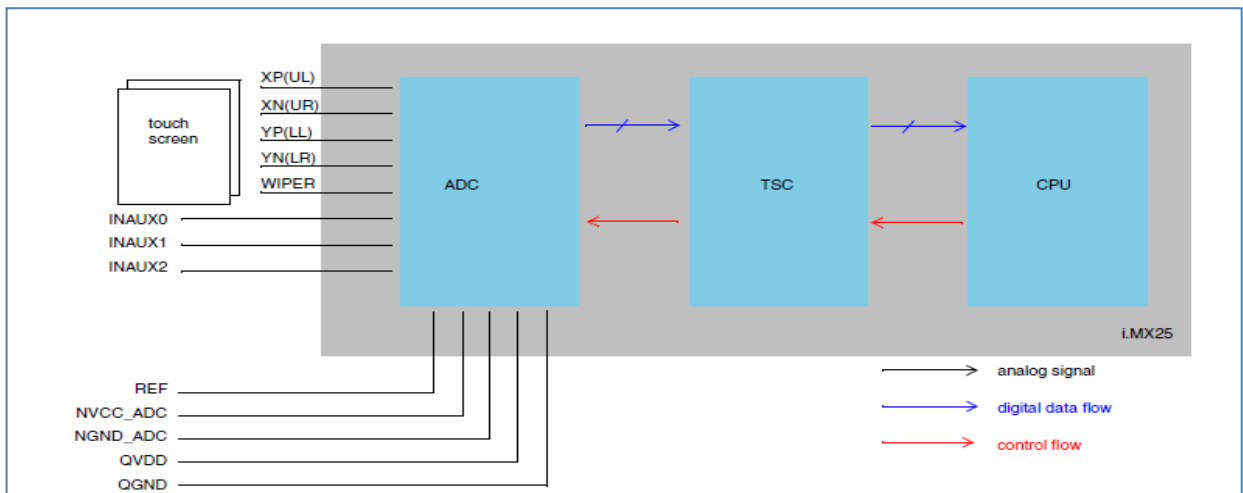 XP(UL)
XN(UR)
YP(LL)
YN(LR)
WIPER
touch
screen
INAUX0
INAUX1
INAUX2
ADC
TSC
CPU
i.MX25
REF
NVCC_ADC
NGND_ADC
QVDD
QGND
analog signal
digital data flow
control flow